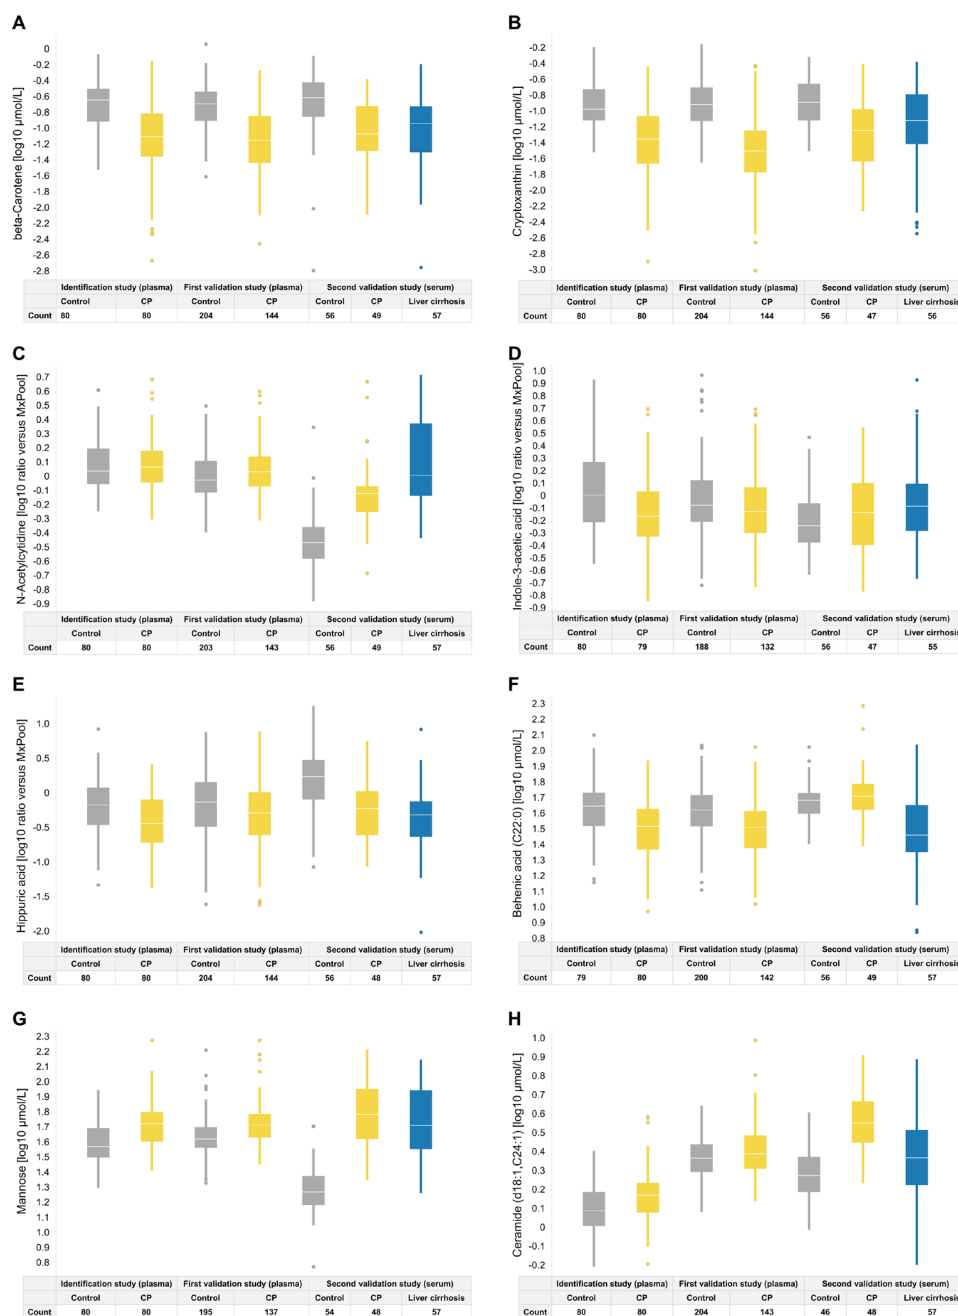 A
beta-Carotene [log10 µmol/L]
0
-0.2
-0.4
-0.6
-0.8
-1.0
-1.2
-1.4
-1.6
-1.8
-2.0
-2.2
-2.4
-2.6
-2.8
Identification study (plasma) First validation study (plasma) Second validation study (serum)
Control CP Control CP Control CP Liver cirrhosis
Count 80 80 204 144 56 49 57
B
Cryptoxanthin [log10 µmol/L]
-0.2
-0.4
-0.6
-0.8
-1.0
-1.2
-1.4
-1.6
-1.8
-2.0
-2.2
-2.4
-2.6
-2.8
-3.0
Identification study (plasma) First validation study (plasma) Second validation study (serum)
Control CP Control CP Control CP Liver cirrhosis
Count 80 80 204 144 56 47 56
C
N-Acetylcytidine [log10 ratio versus MxPool]
0.7
0.6
0.5
0.4
0.3
0.2
0.1
0
-0.1
-0.2
-0.3
-0.4
-0.5
-0.6
-0.7
-0.8
-0.9
Identification study (plasma) First validation study (plasma) Second validation study (serum)
Control CP Control CP Control CP Liver cirrhosis
Count 80 80 203 143 56 49 57
D
Indole-3-acetic acid [log10 ratio versus MxPool]
1.0
0.9
0.8
0.7
0.6
0.5
0.4
0.3
0.2
0.1
0
-0.1
-0.2
-0.3
-0.4
-0.5
-0.6
-0.7
-0.8
-0.9
Identification study (plasma) First validation study (plasma) Second validation study (serum)
Control CP Control CP Control CP Liver cirrhosis
Count 80 79 188 132 56 47 55
E
Hippuric acid [log10 ratio versus MxPool]
1.0
0.5
0
-0.5
-1.0
-1.5
-2.0
Identification study (plasma) First validation study (plasma) Second validation study (serum)
Control CP Control CP Control CP Liver cirrhosis
Count 80 80 204 144 56 48 57
F
Behenic acid (C22:0) [log10 µmol/L]
2.3
2.2
2.1
2.0
1.9
1.8
1.7
1.6
1.5
1.4
1.3
1.2
1.1
1.0
0.9
0.8
Identification study (plasma) First validation study (plasma) Second validation study (serum)
Control CP Control CP Control CP Liver cirrhosis
Count 79 80 200 142 56 49 57
G
Mannose [log10 µmol/L]
2.3
2.2
2.1
2.0
1.9
1.8
1.7
1.6
1.5
1.4
1.3
1.2
1.1
1.0
0.9
0.8
Identification study (plasma) First validation study (plasma) Second validation study (serum)
Control CP Control CP Control CP Liver cirrhosis
Count 80 80 195 137 54 48 57
H
Ceramide (d18:1,C24:1) [log10 µmol/L]
1.0
0.9
0.8
0.7
0.6
0.5
0.4
0.3
0.2
0.1
0
-0.1
-0.2
Identification study (plasma) First validation study (plasma) Second validation study (serum)
Control CP Control CP Control CP Liver cirrhosis
Count 80 80 204 143 46 48 57